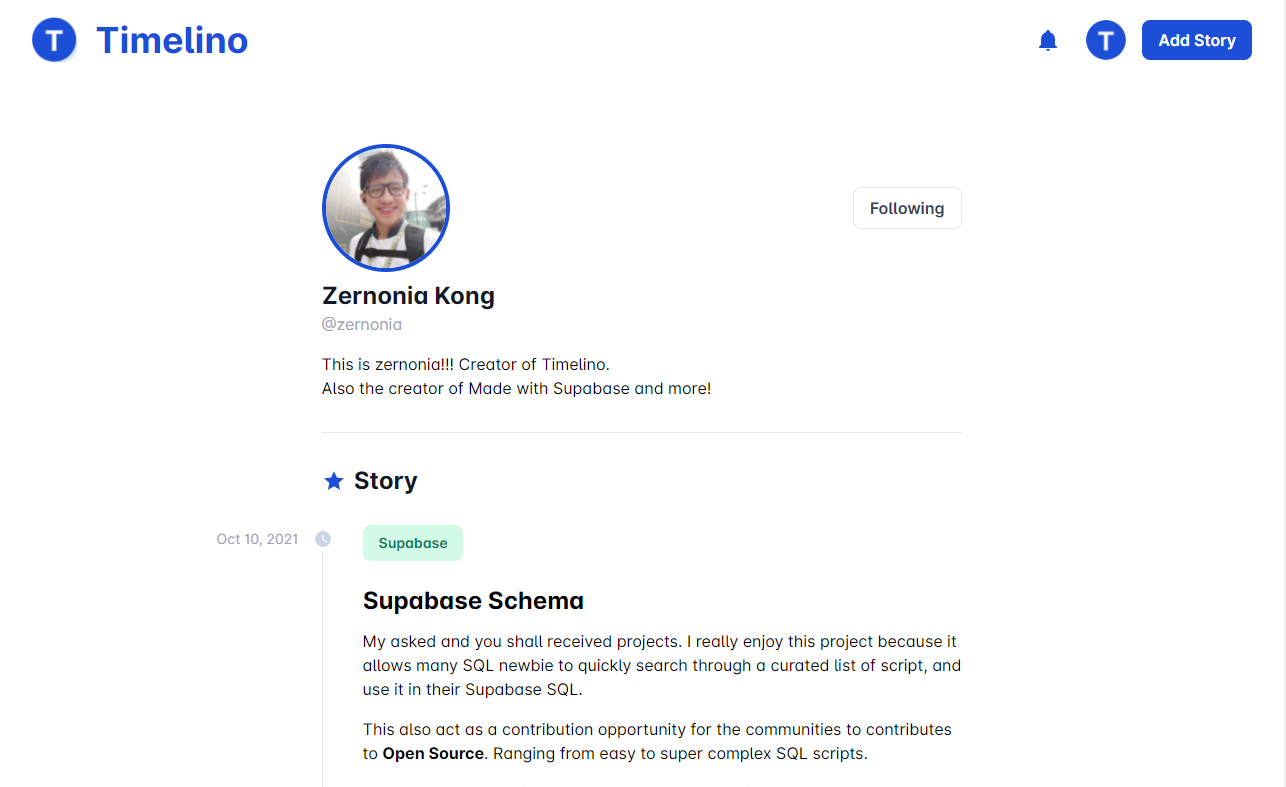 T Timelino
T Add Story
Following
Zernonia Kong
@zernonia
This is zernonia!!! Creator of Timelino.
Also the creator of Made with Supabase and more!
Story
Oct 10, 2021
Supabase
Supabase Schema
My asked and you shall received projects. I really enjoy this project because it
allows many SQL newbie to quickly search through a curated list of script, and
use it in their Supabase SQL.
This also act as a contribution opportunity for the communities to contributes
to Open Source. Ranging from easy to super complex SQL scripts.